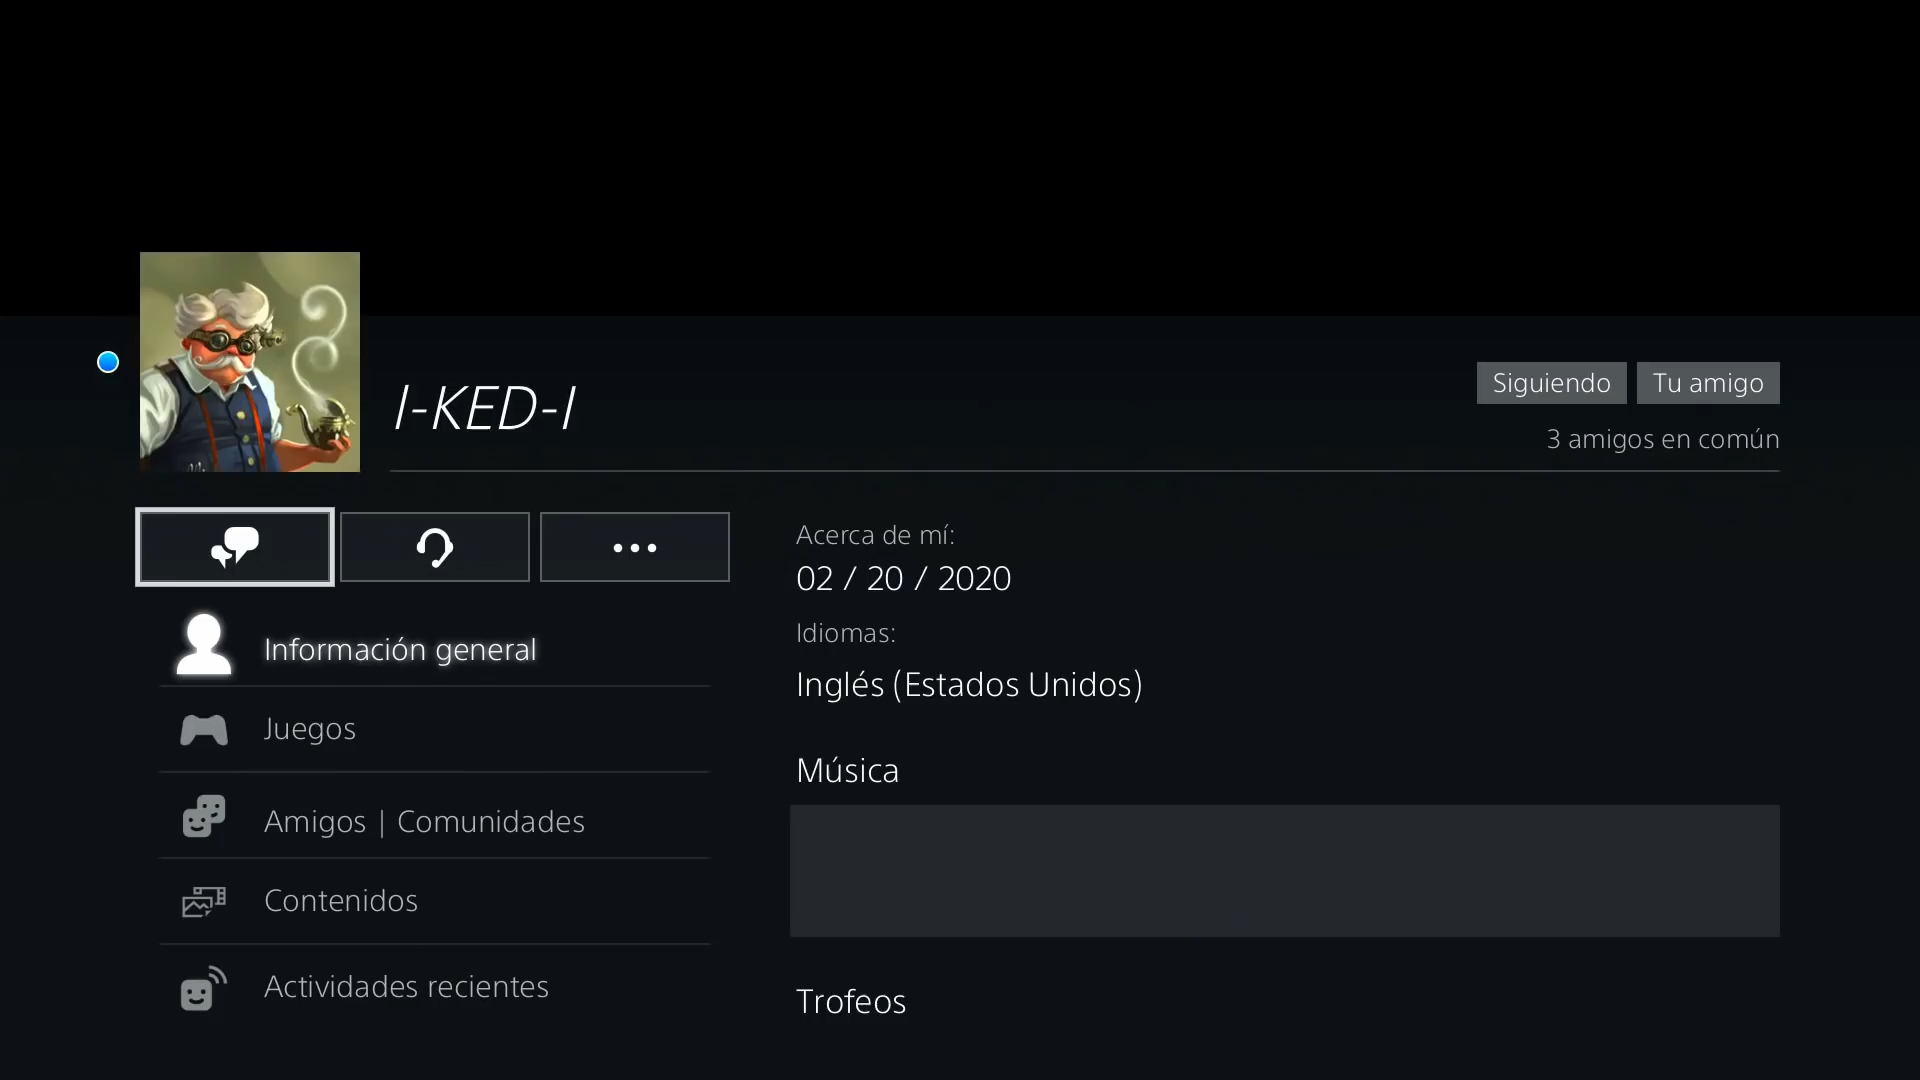 l-KED-l
Siguiendo
Tu amigo
3 amigos en común
Información general
Juegos
Amigos | Comunidades
Contenidos
Actividades recientes
Acerca de mí:
02 / 20 / 2020
Idiomas:
Inglés (Estados Unidos)
Música
Trofeos